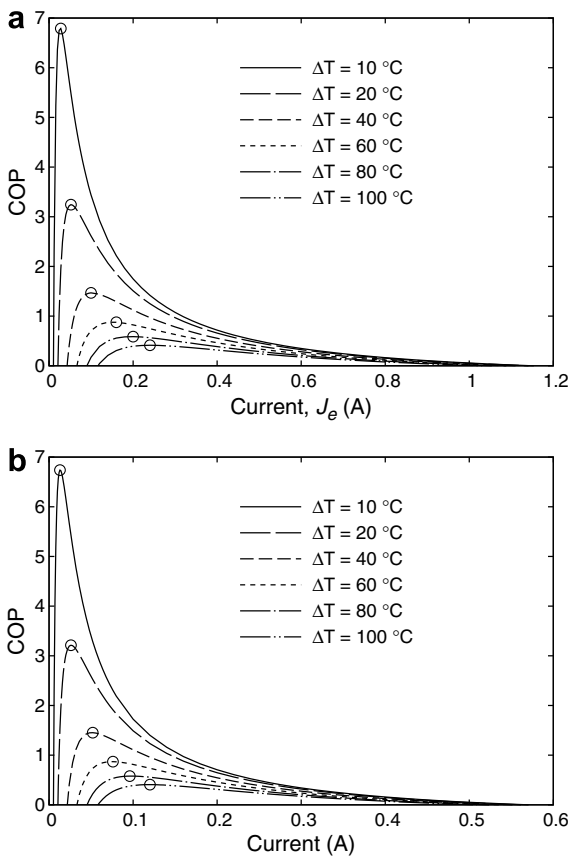 a
7
6
5
4
3
2
1
0
COP
ΔT = 10 °C
ΔT = 20 °C
ΔT = 40 °C
ΔT = 60 °C
ΔT = 80 °C
ΔT = 100 °C
0 0.2 0.4 0.6 0.8 1 1.2
Current, Je (A)
b
7
6
5
4
3
2
1
0
COP
ΔT = 10 °C
ΔT = 20 °C
ΔT = 40 °C
ΔT = 60 °C
ΔT = 80 °C
ΔT = 100 °C
0 0.1 0.2 0.3 0.4 0.5 0.6
Current (A)